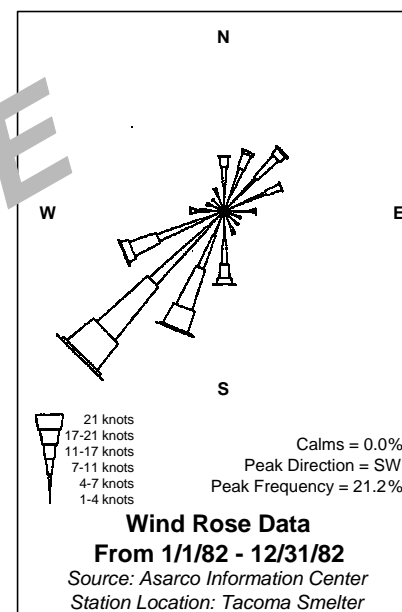 N
E
W
E
S
21 knots
17-21 knots
11-17 knots
7-11 knots
4-7 knots
1-4 knots
Calms = 0.0%
Peak Direction = SW
Peak Frequency = 21.2%
Wind Rose Data
From 1/1/82 - 12/31/82
Source: Asarco Information Center
Station Location: Tacoma Smelter